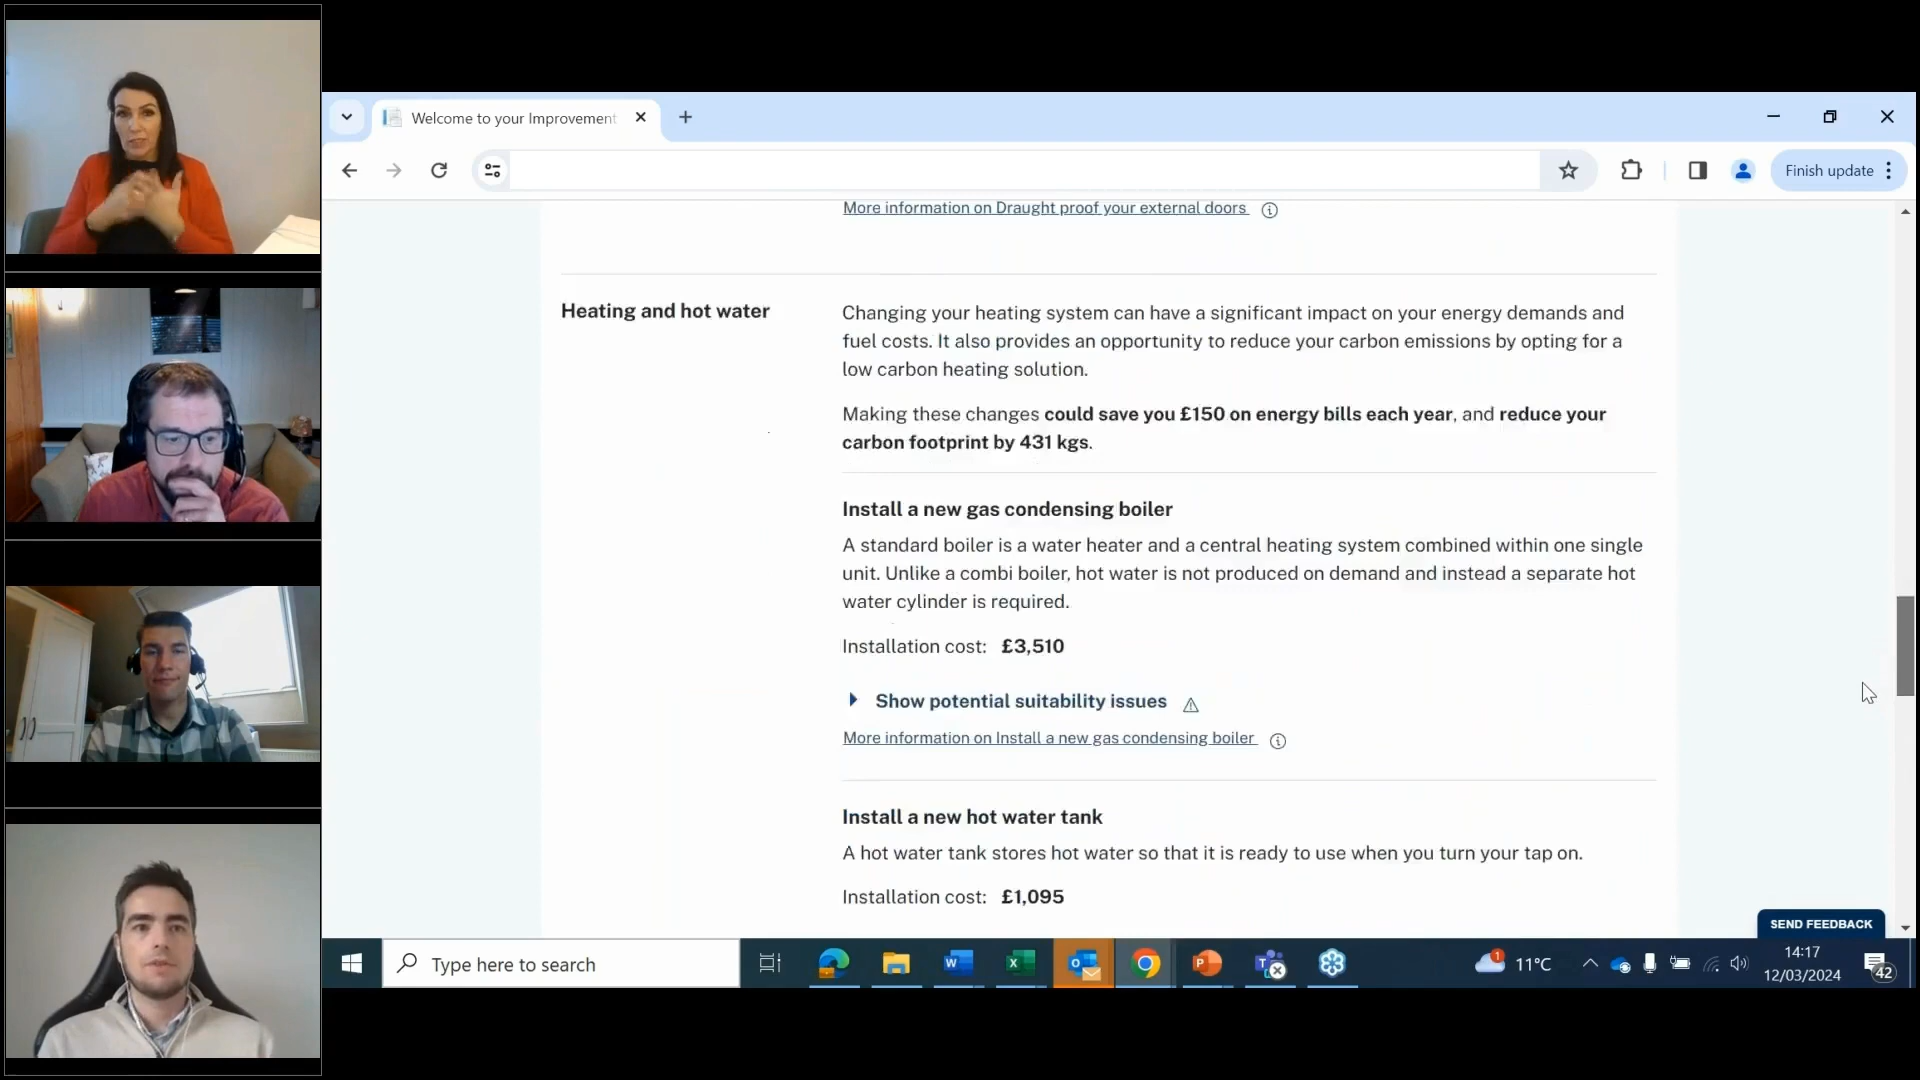 Welcome to your Improvement
Finish update
More information on Draught proof your external doors
Heating and hot water
Changing your heating system can have a significant impact on your energy demands and
fuel costs. It also provides an opportunity to reduce your carbon emissions by opting for a
low carbon heating solution.
Making these changes could save you £150 on energy bills each year, and reduce your
carbon footprint by 431 kgs.
Install a new gas condensing boiler
A standard boiler is a water heater and a central heating system combined within one single
unit. Unlike a combi boiler, hot water is not produced on demand and instead a separate hot
water cylinder is required.
Installation cost: £3,510
Show potential suitability issues
More information on Install a new gas condensing boiler
Install a new hot water tank
A hot water tank stores hot water so that it is ready to use when you turn your tap on.
Installation cost: £1,095
SEND FEEDBACK
Type here to search
1
11°C
14:17
12/03/2024
42